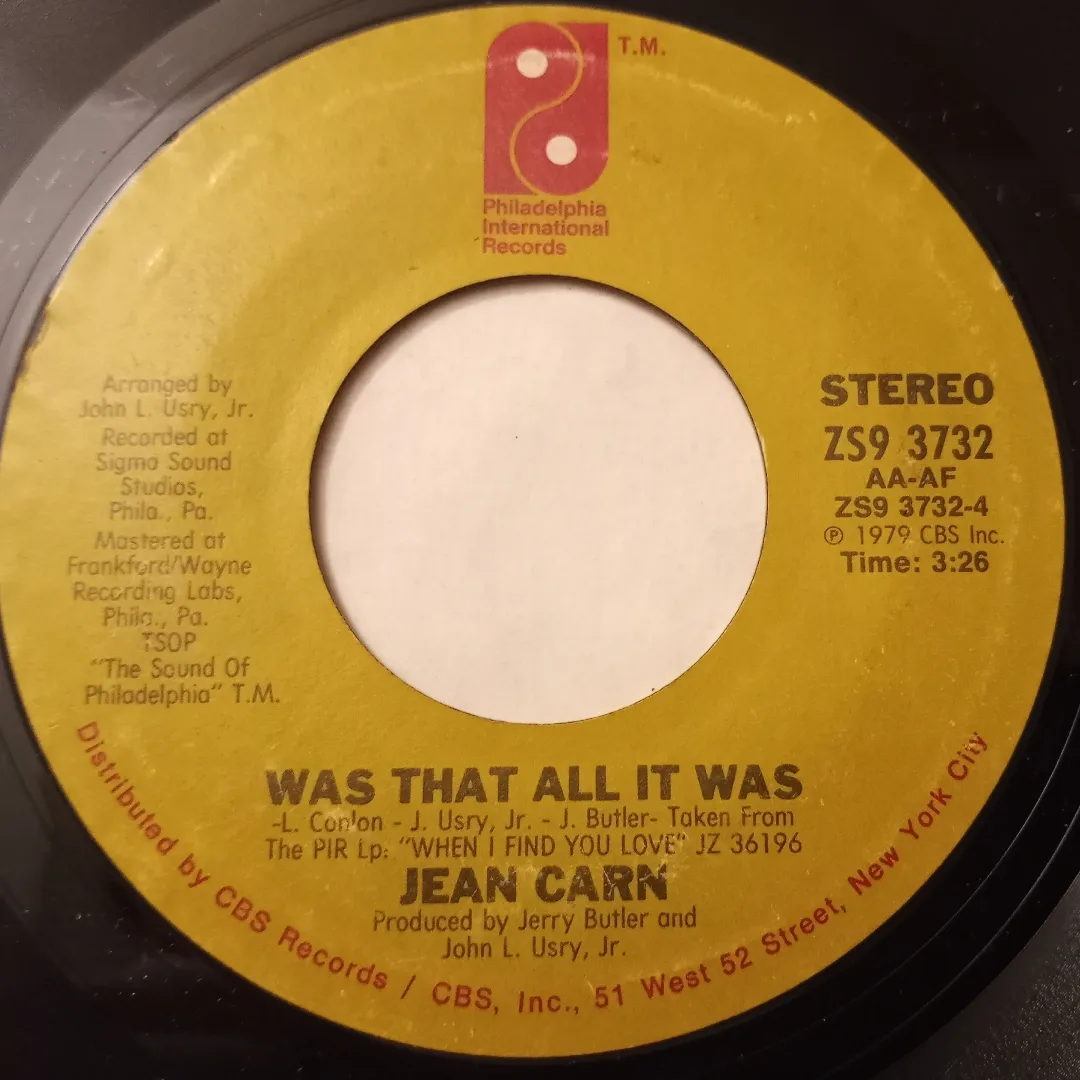 T.M.
Philadelphia
International
Records
Arranged by
John L. Usry, Jr.
Recorded at
Sigma Sound
Studios,
Phila., Pa.
Mastered at
Frankford/Wayne
Recording Labs,
Phila., Pa.
TSOP
"The Sound Of
Philadelphia" T.M.
STEREO
ZS9 3732
AA-AF
ZS9 3732-4
℗ 1979 CBS Inc.
Time: 3:26
WAS THAT ALL IT WAS
-L. Conlon - J. Usry, Jr. - J. Butler- Taken From
The PIR Lp: "WHEN I FIND YOU LOVE" JZ 36196
JEAN CARN
Produced by Jerry Butler and
John L. Usry, Jr.
Distributed by CBS Records / CBS, Inc., 51 West 52 Street, New York City